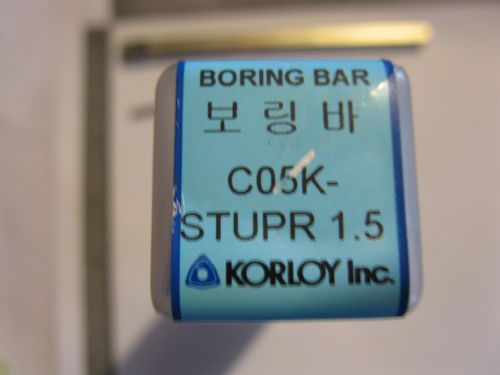 BORING BAR
보링바
C05K-
STUPR 1.5
KORLOY Inc.